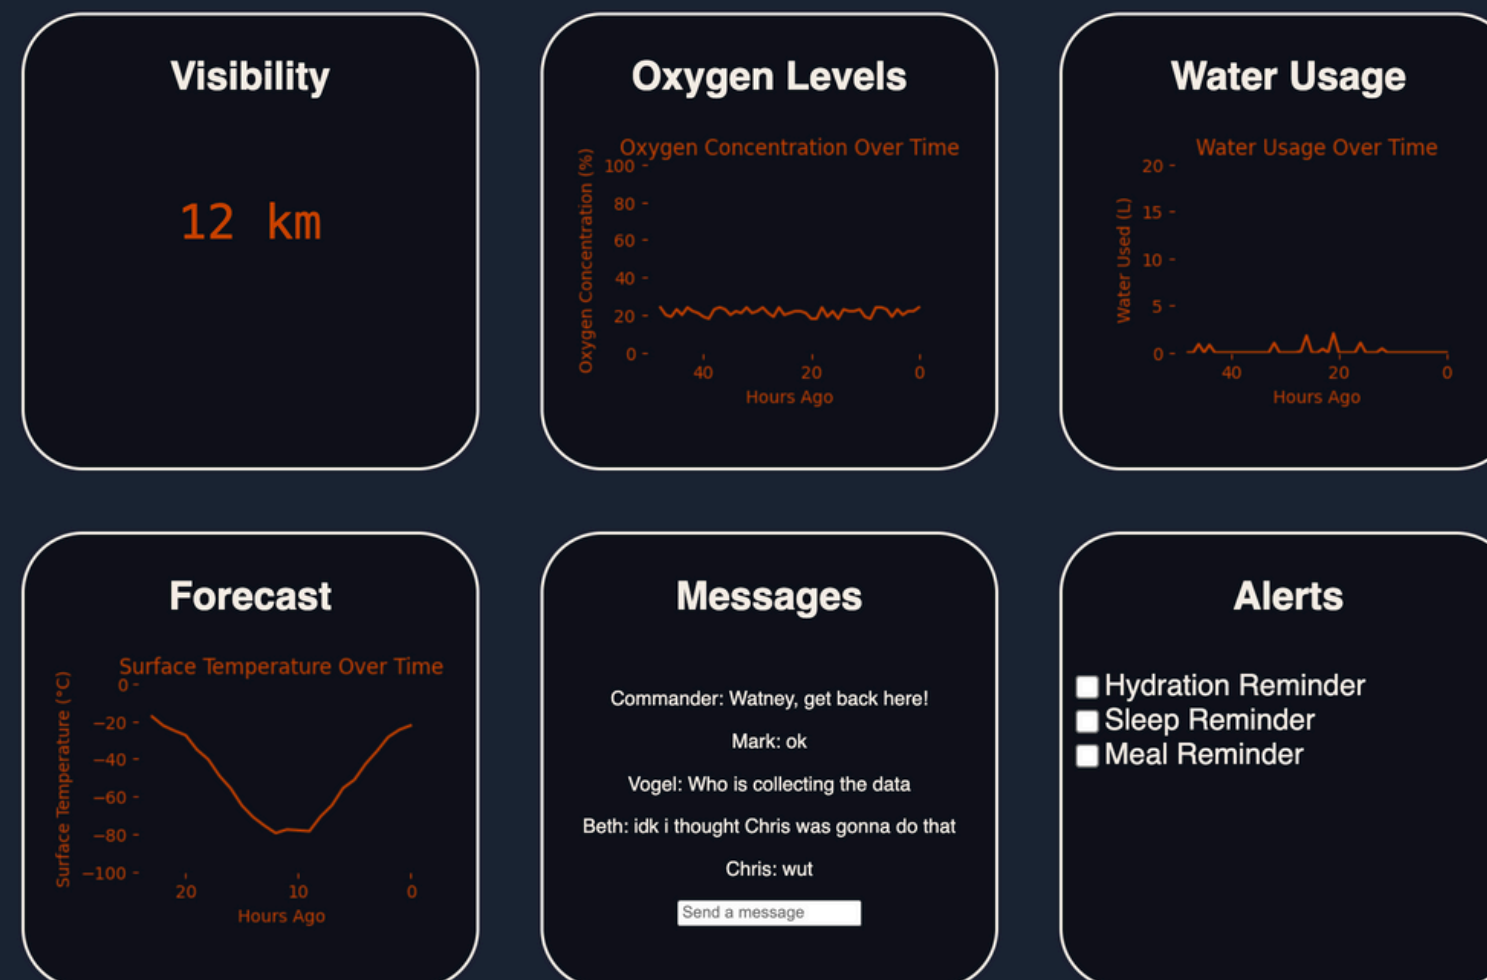 Visibility
12 km
Oxygen Levels
Oxygen Concentration Over Time
Oxygen Concentration (%)
100
80
60
40
20
0
40 20 0
Hours Ago
Water Usage
Water Usage Over Time
Water Used (L)
20
15
10
5
0
40 20 0
Hours Ago
Forecast
Surface Temperature Over Time
Surface Temperature (°C)
0
−20
−40
−60
−80
−100
20 10 0
Hours Ago
Messages
Commander: Watney, get back here!
Mark: ok
Vogel: Who is collecting the data
Beth: idk i thought Chris was gonna do that
Chris: wut
Send a message
Alerts
Hydration Reminder
Sleep Reminder
Meal Reminder